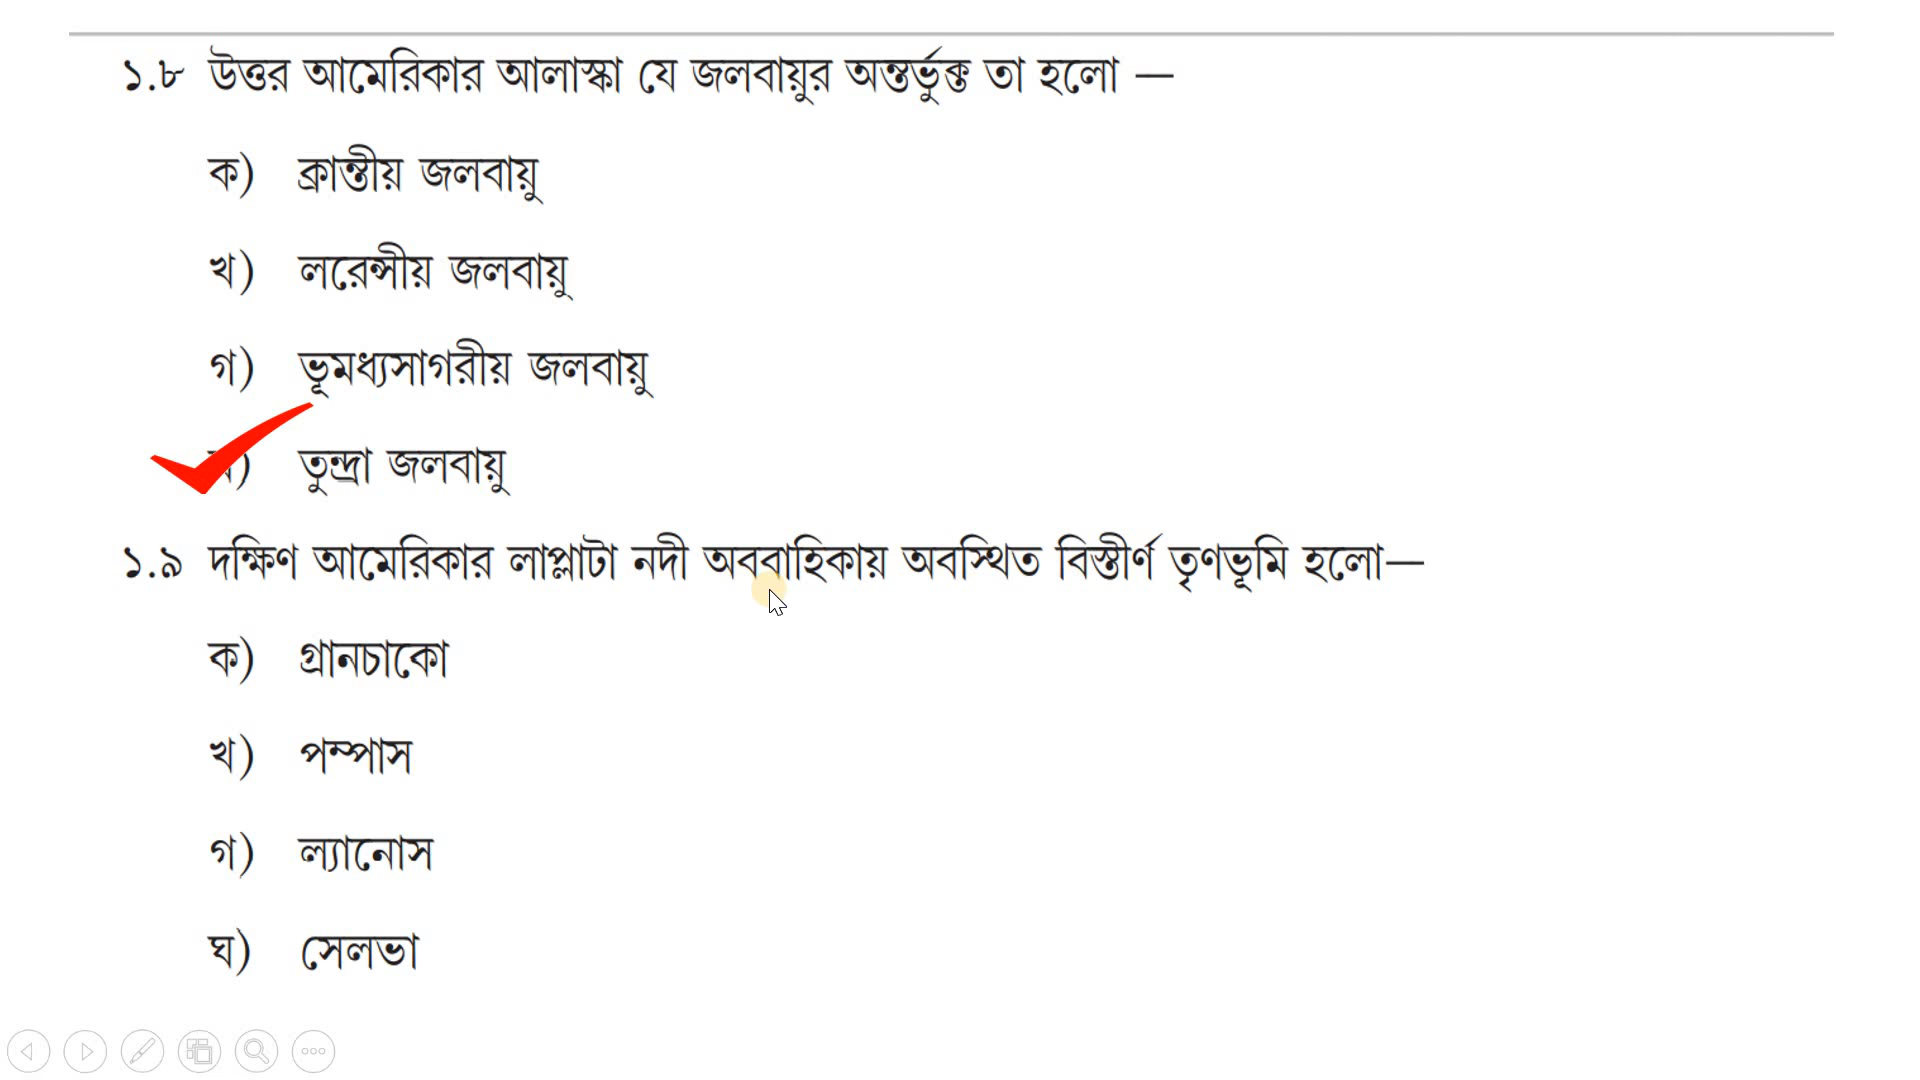 ১.৮ উত্তর আমেরিকার আলাস্কা যে জলবায়ুর অন্তর্ভুক্ত তা হলো —
ক) ক্রান্তীয় জলবায়ু
খ) লরেন্সীয় জলবায়ু
গ) ভূমধ্যসাগরীয় জলবায়ু
ঘ) তুন্দ্রা জলবায়ু
১.৯ দক্ষিণ আমেরিকার লাপ্লাটা নদী অববাহিকায় অবস্থিত বিস্তীর্ণ তৃণভূমি হলো—
ক) গ্রানচাকো
খ) পম্পাস
গ) ল্যানোস
ঘ) সেলভা